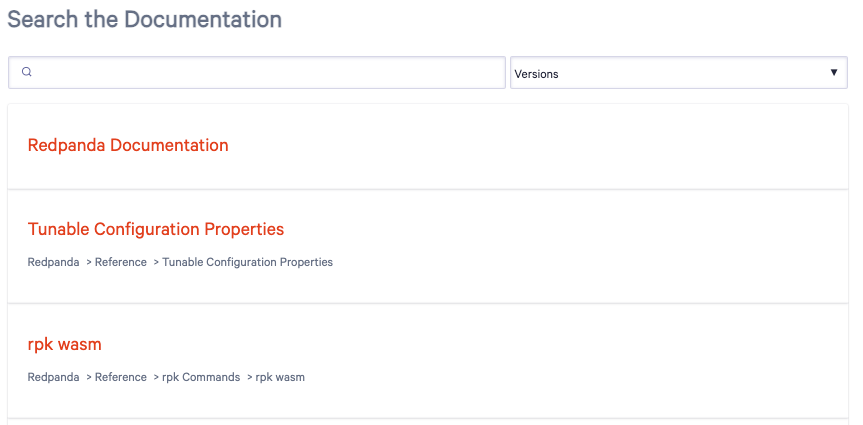 Search the Documentation
Versions
Redpanda Documentation
Tunable Configuration Properties
Redpanda > Reference > Tunable Configuration Properties
rpk wasm
Redpanda > Reference > rpk Commands > rpk wasm